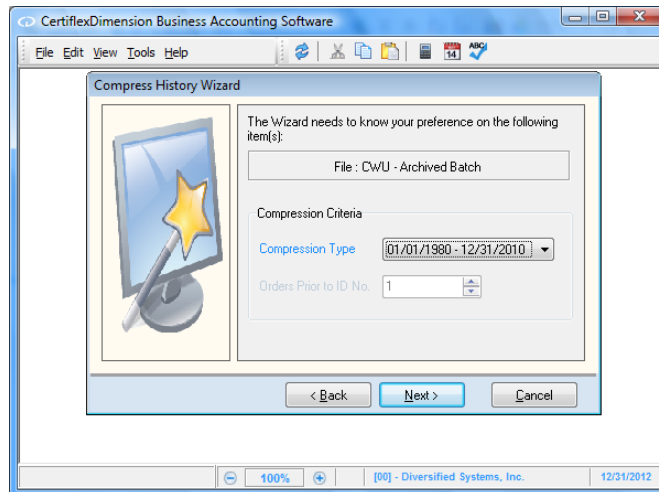 CertiflexDimension Business Accounting Software
File Edit View Tools Help
14 ABC
Compress History Wizard
The Wizard needs to know your preference on the following
item(s):
File : CWU - Archived Batch
Compression Criteria
Compression Type 01/01/1980 - 12/31/2010
Orders Prior to ID No. 1
< Back Next > Cancel
100% [00] - Diversified Systems, Inc. 12/31/2012